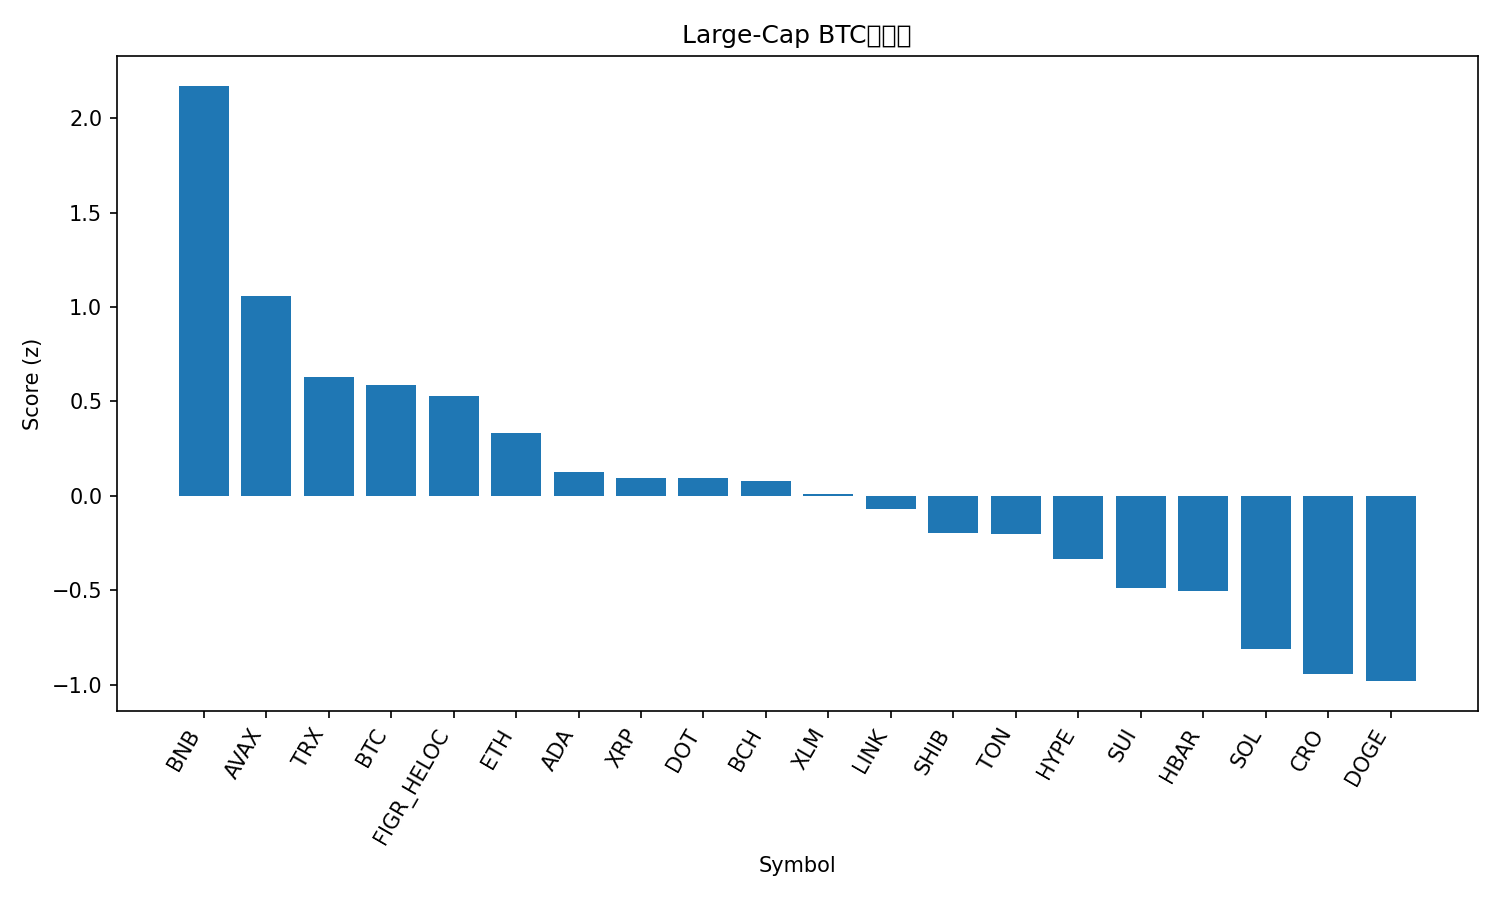 Large-Cap BTC
Score (z)
2.0
1.5
1.0
0.5
0.0
−0.5
−1.0
BNB
AVAX
TRX
BTC
FIGR_HELOC
ETH
ADA
XRP
DOT
BCH
XLM
LINK
SHIB
TON
HYPE
SUI
HBAR
SOL
CRO
DOGE
Symbol